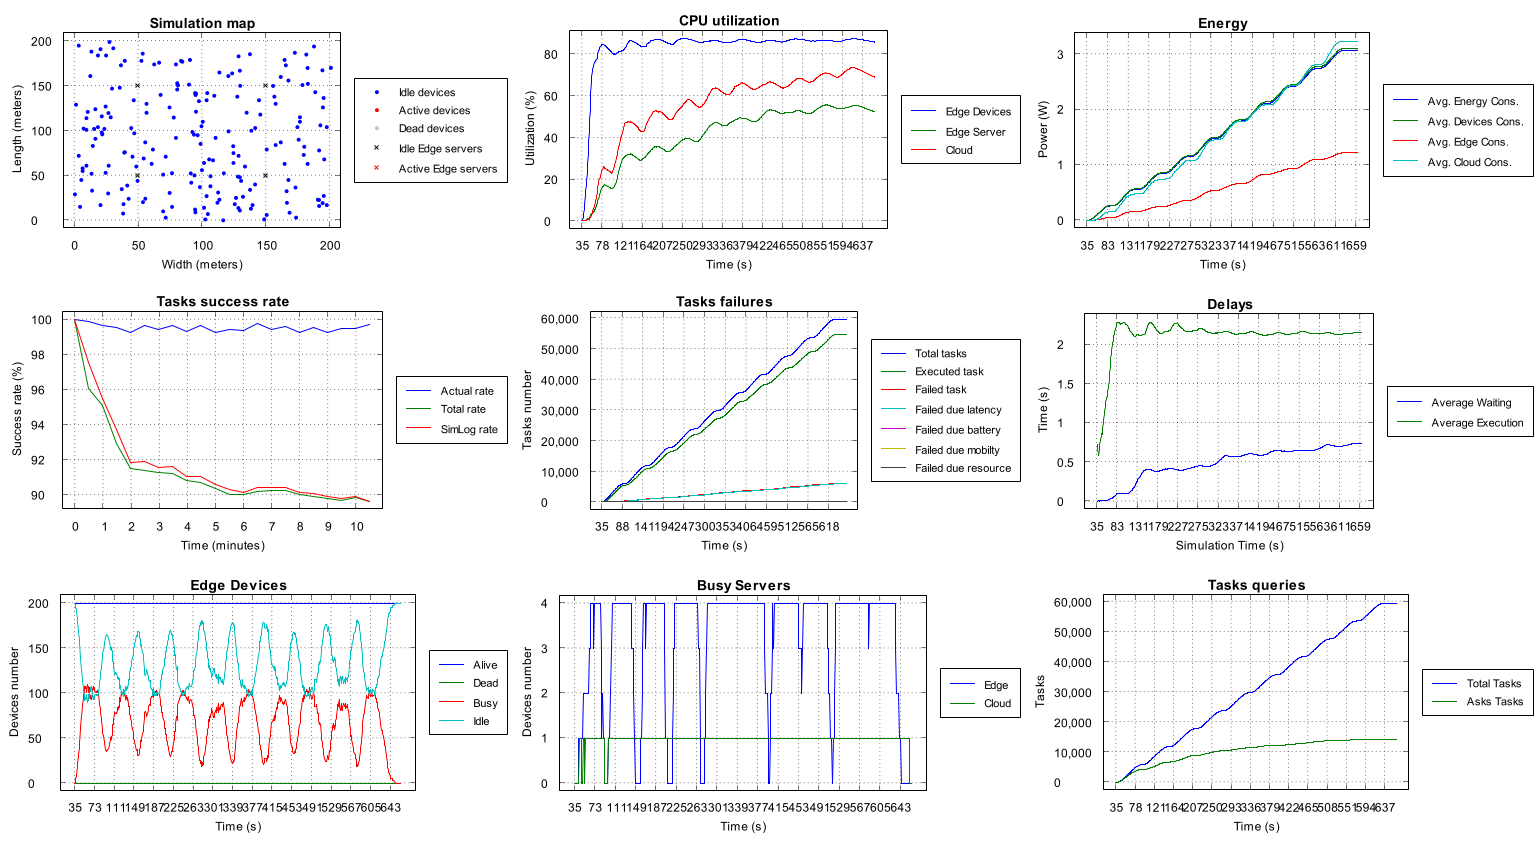 Simulation map
200
150
100
50
0
Length (meters)
0 50 100 150 200
Width (meters)
Idle devices
Active devices
Dead devices
Idle Edge servers
Active Edge servers
CPU utilization
80
60
40
20
0
Utilization (%)
Time (s)
Edge Devices
Edge Server
Cloud
Energy
3
2
1
0
Power (W)
Time (s)
Avg. Energy Cons.
Avg. Devices Cons.
Avg. Edge Cons.
Avg. Cloud Cons.
Tasks success rate
100
98
96
94
92
90
Success rate (%)
0 1 2 3 4 5 6 7 8 9 10
Time (minutes)
Actual rate
Total rate
SimLog rate
Tasks failures
60,000
50,000
40,000
30,000
20,000
10,000
0
Tasks number
Time (s)
Total tasks
Executed task
Failed task
Failed due latency
Failed due battery
Failed due mobilty
Failed due resource
Delays
2
1.5
1
0.5
0
Time (s)
Simulation Time (s)
Average Waiting
Average Execution
Edge Devices
200
150
100
50
0
Devices number
Time (s)
Alive
Dead
Busy
Idle
Busy Servers
4
3
2
1
0
Devices number
Time (s)
Edge
Cloud
Tasks queries
60,000
50,000
40,000
30,000
20,000
10,000
0
Tasks
Time (s)
Total Tasks
Asks Tasks